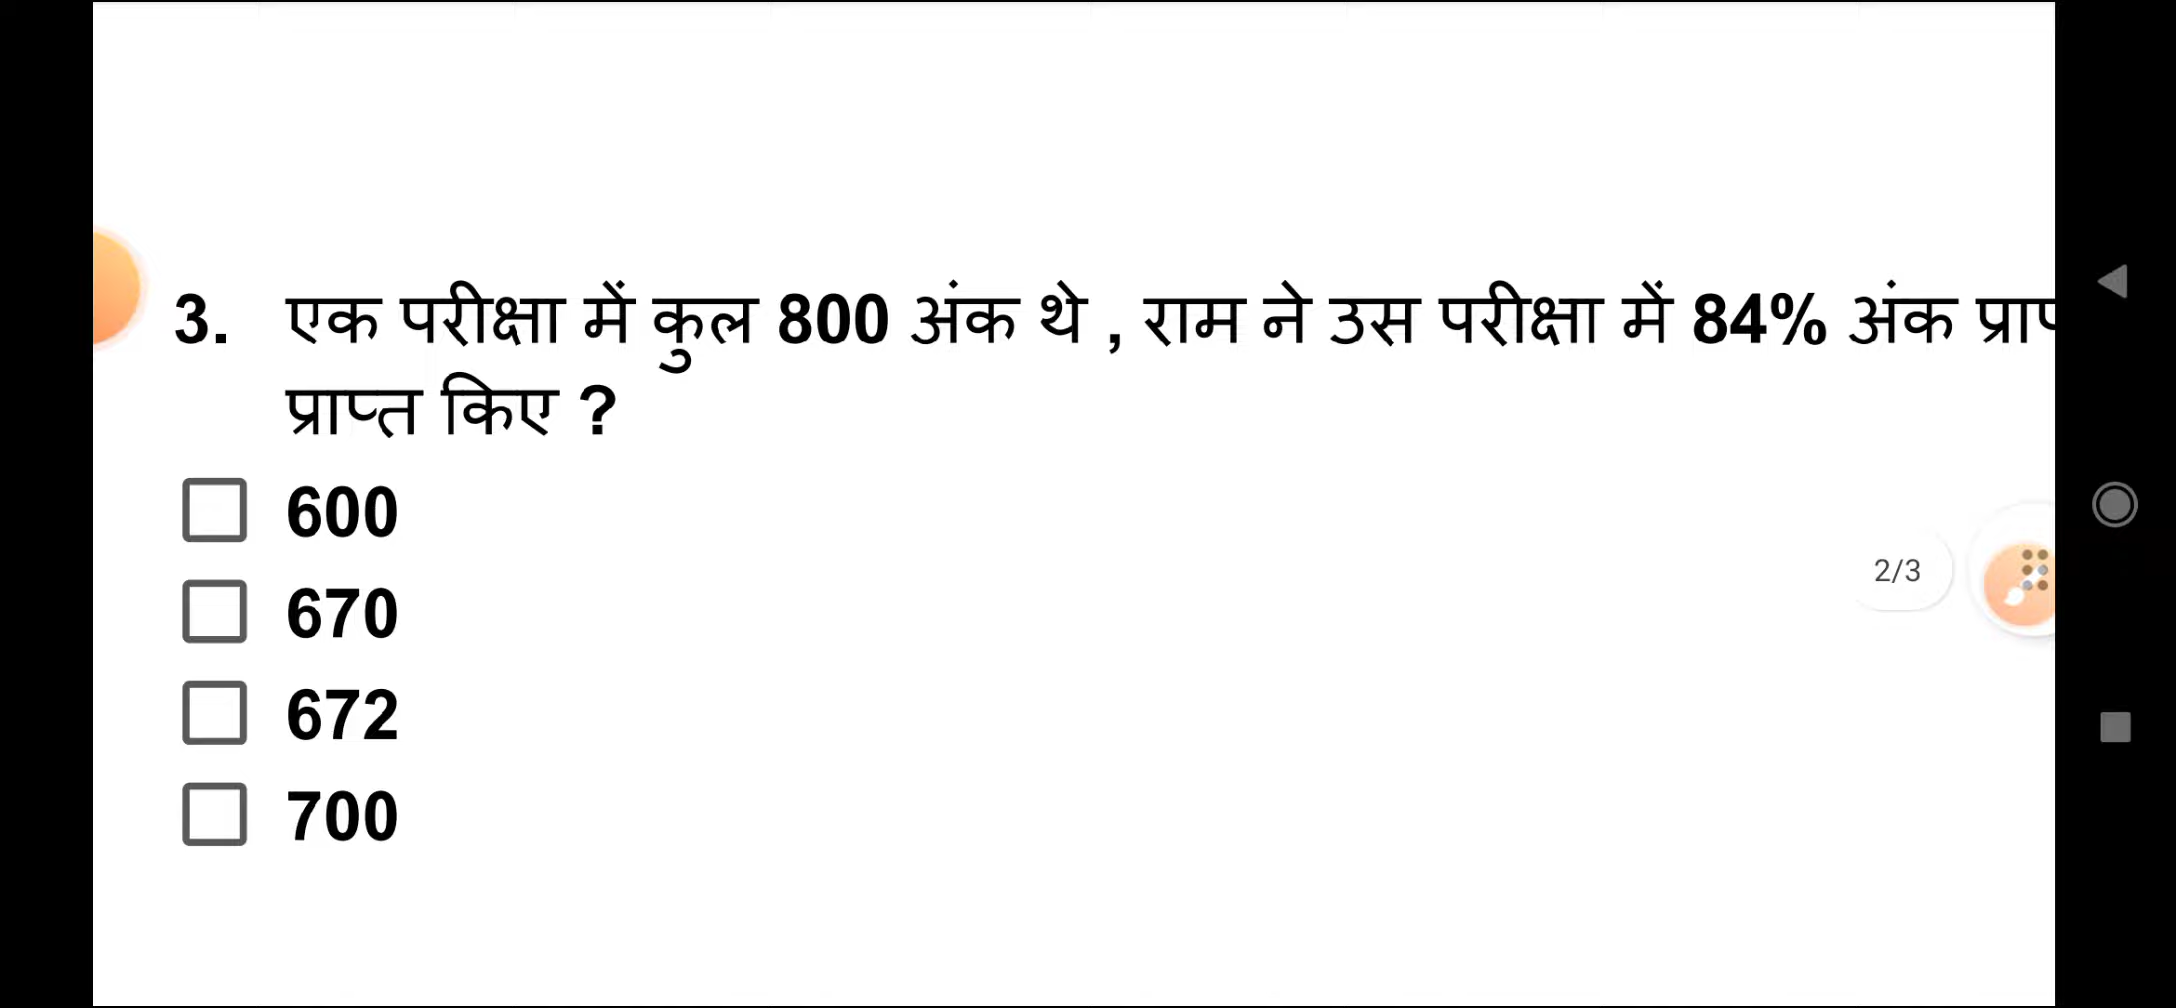 3. एक परीक्षा में कुल 800 अंक थे , राम ने उस परीक्षा में 84% अंक
प्राप्त किए ?
600
670
2/3
672
700